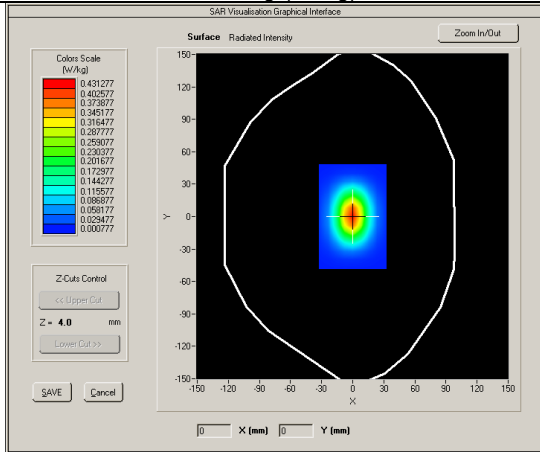 SAR Visualisation Graphical Interface
Surface Radiated Intensity
Zoom In/Out
Colors Scale
(W/kg)
0.431277
0.402577
0.373877
0.345177
0.316477
0.287777
0.259077
0.230377
0.201677
0.172977
0.144277
0.115577
0.086877
0.058177
0.029477
0.000777
Z-Cuts Control
<< Upper Cut
Z = 4.0 mm
Lower Cut >>
SAVE Cancel
150-
120-
90-
60-
30-
Y 0-
-30-
-60-
-90-
-120-
-150-
-150 -120 -90 -60 -30 0 30 60 90 120 150
X
0 X (mm) 0 Y (mm)